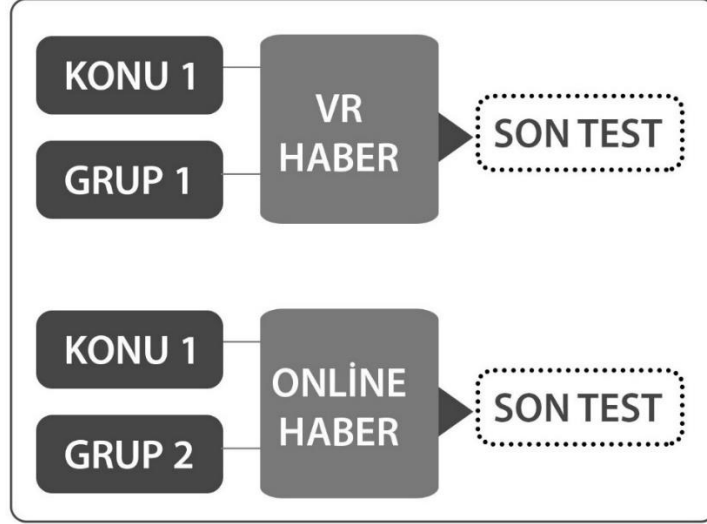 KONU 1
GRUP 1
VR
HABER
SON TEST
KONU 1
GRUP 2
ONLİNE
HABER
SON TEST